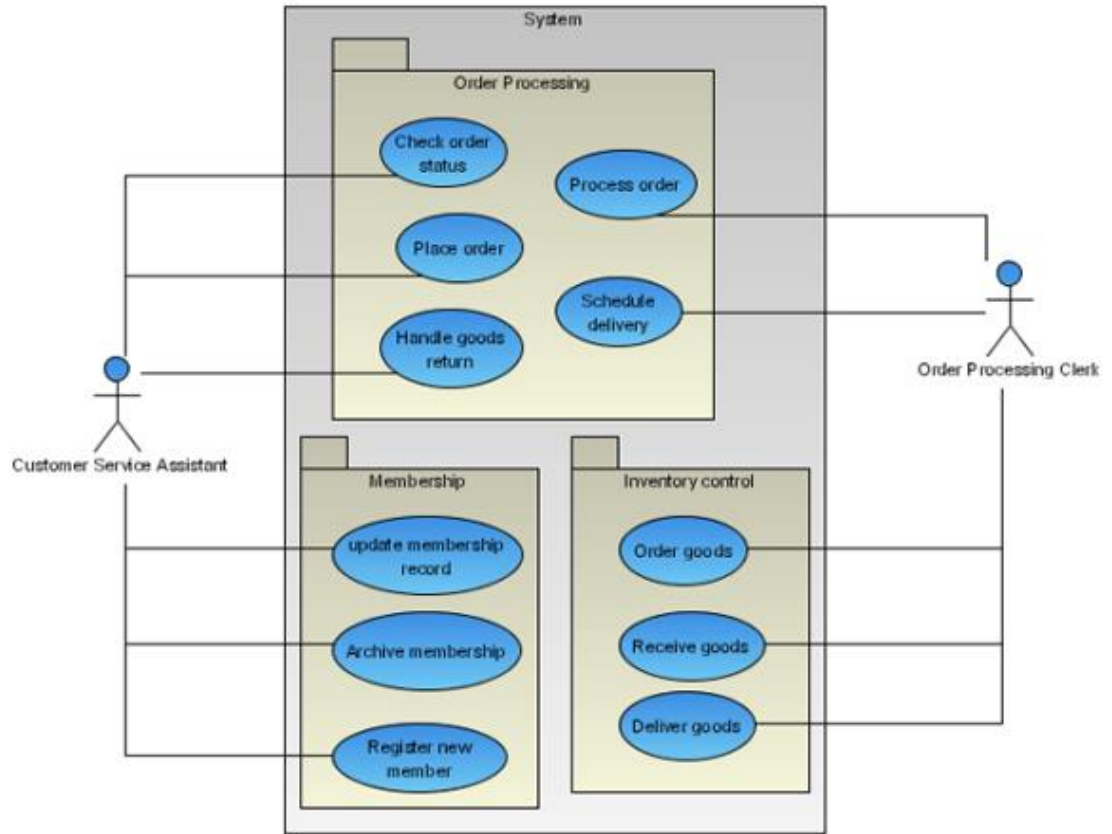 System
Order Processing
Check order
status
Process order
Place order
Schedule
delivery
Handle goods
return
Order Processing Clerk
Customer Service Assistant
Membership
update membership
record
Archive membership
Register new
member
Inventory control
Order goods
Receive goods
Deliver goods